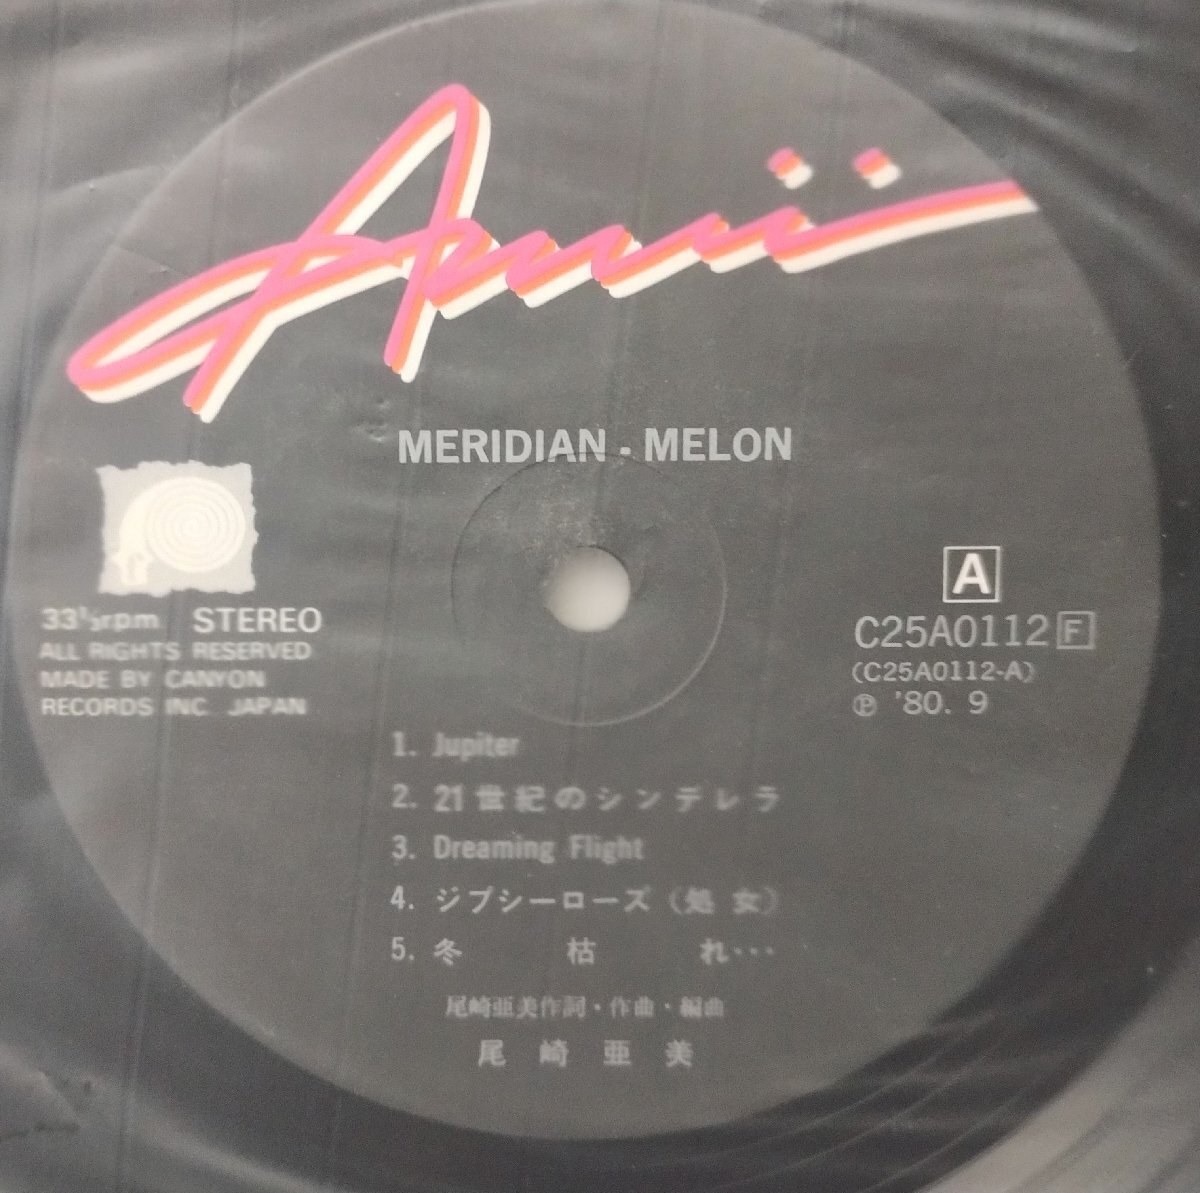 Amii
MERIDIAN - MELON
33⅓rpm. STEREO
ALL RIGHTS RESERVED
MADE BY CANYON
RECORDS INC. JAPAN
A
C25A0112 F
(C25A0112-A)
Ⓟ '80. 9
1. Jupiter
2. 21世紀のシンデレラ
3. Dreaming Flight
4. ジプシーローズ(処女)
5. 冬枯れ…
尾崎亜美作詞・作曲・編曲
尾崎亜美